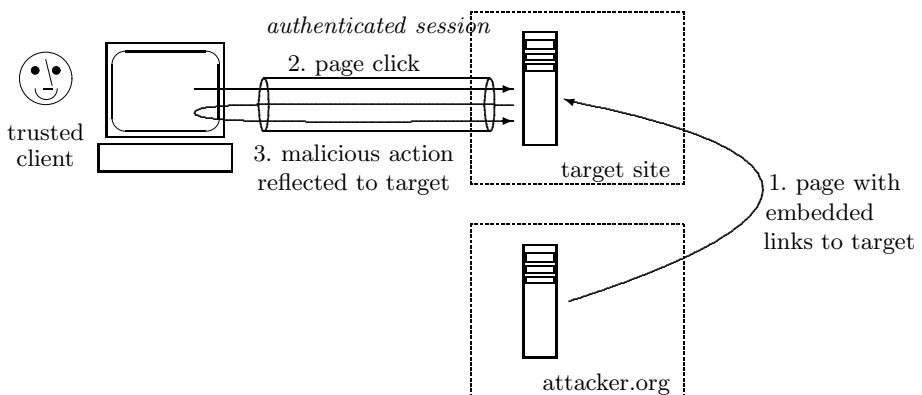 authenticated session
2. page click
trusted
client
3. malicious action
reflected to target
target site
1. page with
embedded
links to target
attacker.org